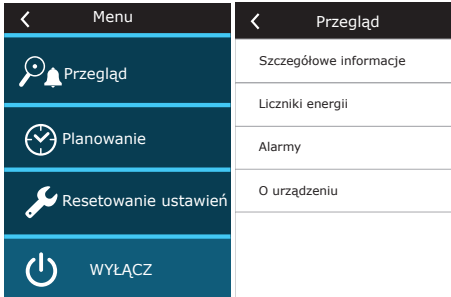 Menu
Przegląd
Planowanie
Resetowanie ustawień
WYŁĄCZ
Przegląd
Szczegółowe informacje
Liczniki energii
Alarmy
O urządzeniu